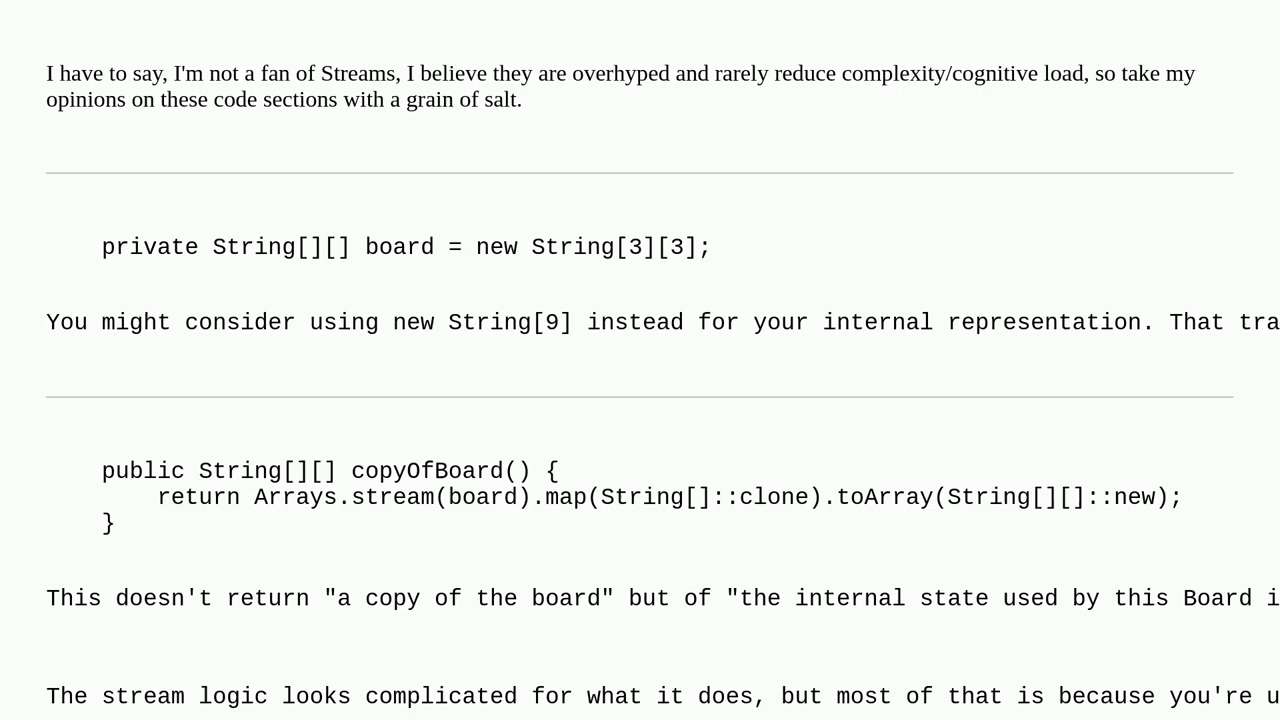 I have to say, I'm not a fan of Streams, I believe they are overhyped and rarely reduce complexity/cognitive load, so take my
opinions on these code sections with a grain of salt.
private String[][] board = new String[3][3];
You might consider using new String[9] instead for your internal representation. That
public String[][] copyOfBoard() {
return Arrays.stream(board).map(String[]::clone).toArray(String[][]::new);
}
This doesn't return "a copy of the board" but of "the internal state used by this Board
The stream logic looks complicated for what it does, but most of that is because you're